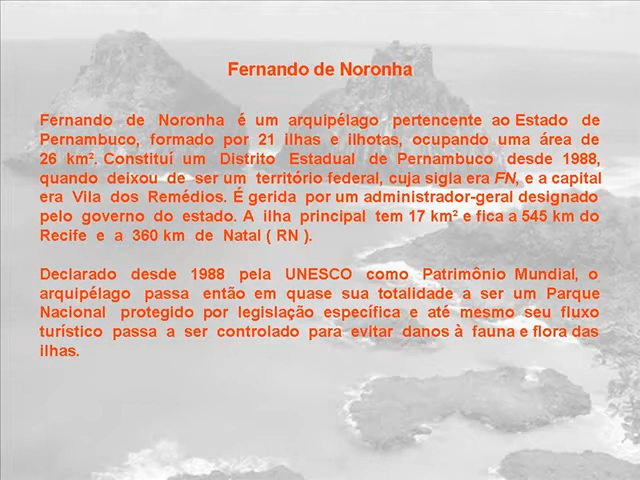 Fernando de Noronha
Fernando de Noronha é um arquipélago pertencente ao Estado de
Pernambuco, formado por 21 ilhas e ilhotas, ocupando uma área de
26 km². Constituí um Distrito Estadual de Pernambuco desde 1988,
quando deixou de ser um território federal, cuja sigla era FN, e a capital
era Vila dos Remédios. É gerida por um administrador-geral designado
pelo governo do estado. A ilha principal tem 17 km² e fica a 545 km do
Recife e a 360 km de Natal ( RN ).
Declarado desde 1988 pela UNESCO como Patrimônio Mundial, o
arquipélago passa então em quase sua totalidade a ser um Parque
Nacional protegido por legislação específica e até mesmo seu fluxo
turístico passa a ser controlado para evitar danos à fauna e flora das
ilhas.